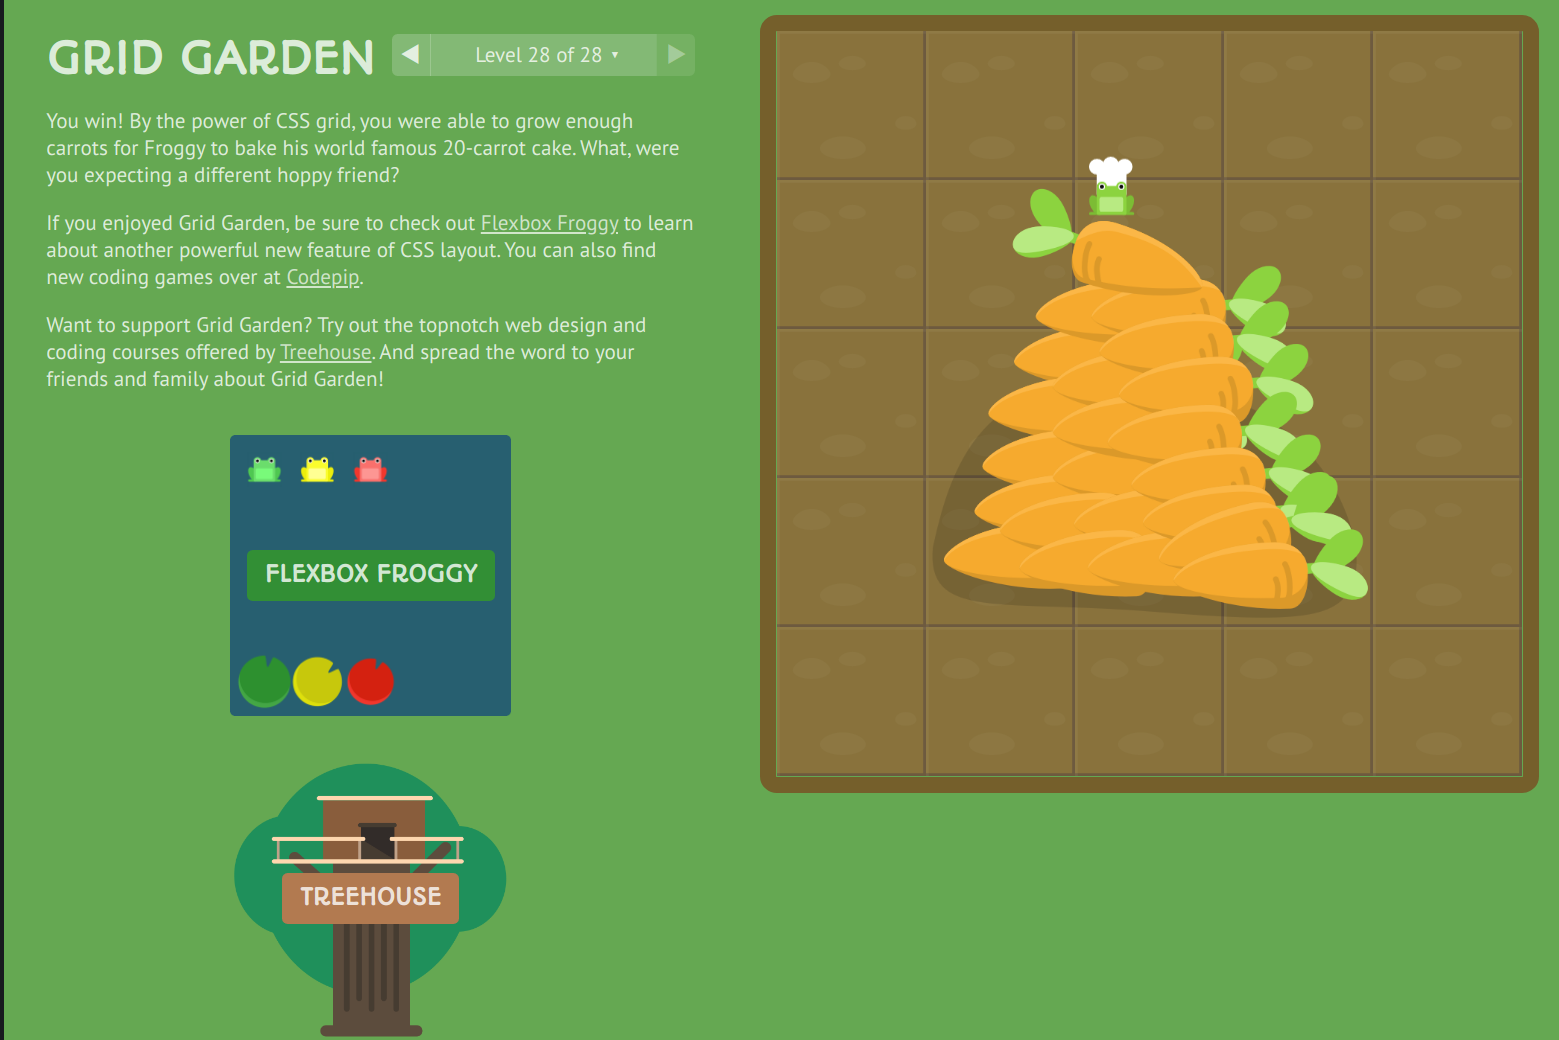 GRID GARDEN
◀ Level 28 of 28 ▾ ▶
You win! By the power of CSS grid, you were able to grow enough
carrots for Froggy to bake his world famous 20-carrot cake. What, were
you expecting a different hoppy friend?
If you enjoyed Grid Garden, be sure to check out Flexbox Froggy to learn
about another powerful new feature of CSS layout. You can also find
new coding games over at Codepip.
Want to support Grid Garden? Try out the topnotch web design and
coding courses offered by Treehouse. And spread the word to your
friends and family about Grid Garden!
FLEXBOX FROGGY
TREEHOUSE